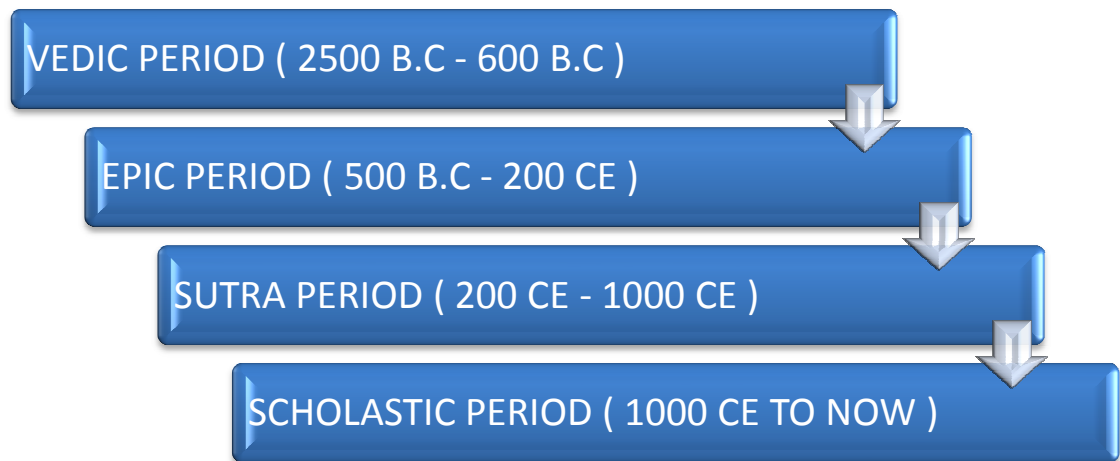 VEDIC PERIOD ( 2500 B.C - 600 B.C )
EPIC PERIOD ( 500 B.C - 200 CE )
SUTRA PERIOD ( 200 CE - 1000 CE )
SCHOLASTIC PERIOD ( 1000 CE TO NOW )